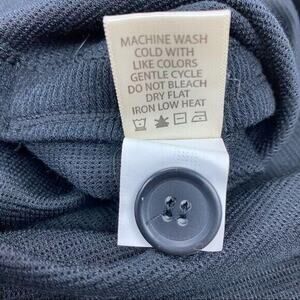 MACHINE WASH
COLD WITH
LIKE COLORS
GENTLE CYCLE
DO NOT BLEACH
DRY FLAT
IRON LOW HEAT